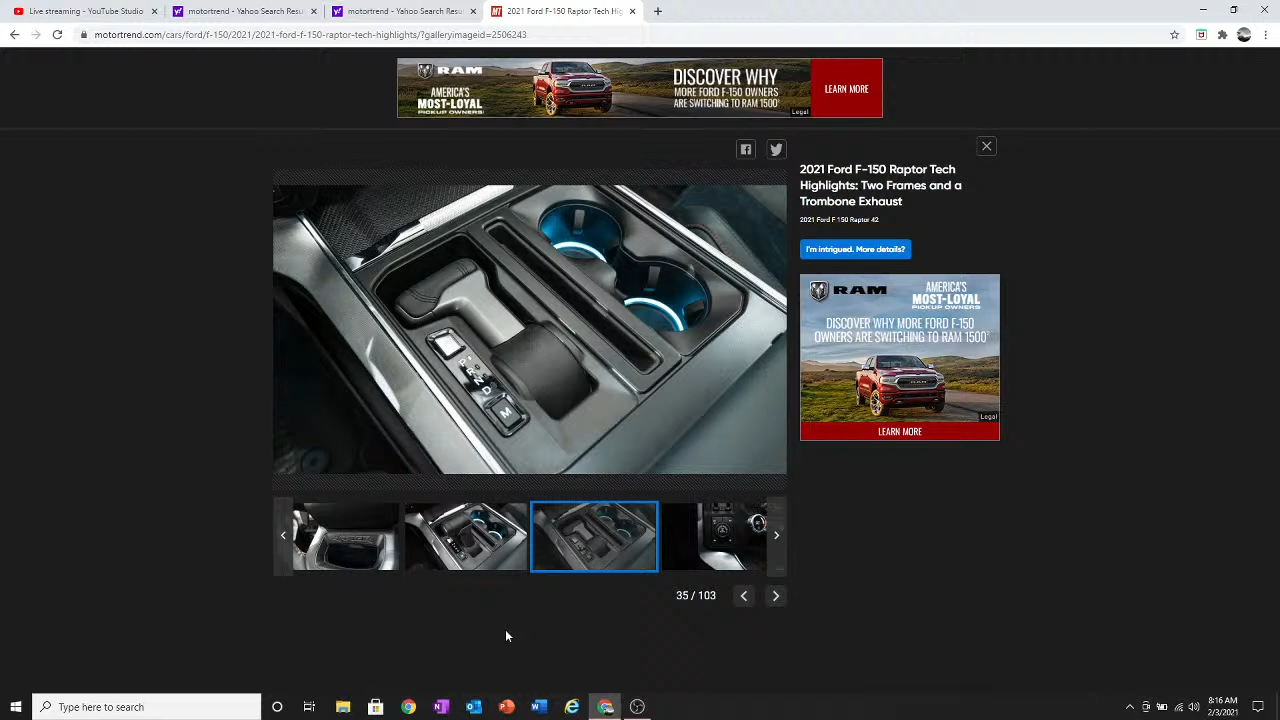 Live streaming - YouTube Studio
motortrend - Yahoo Search Resu
motortrend - Yahoo Search Resu
2021 Ford F-150 Raptor Tech Hig
motortrend.com/cars/ford/f-150/2021/2021-ford-f-150-raptor-tech-highlights/?galleryimageid=2506243
RAM
AMERICA'S
MOST-LOYAL
PICKUP OWNERS
DISCOVER WHY
MORE FORD F-150 OWNERS
ARE SWITCHING TO RAM 1500
Legal
LEARN MORE
2021 Ford F-150 Raptor Tech
Highlights: Two Frames and a
Trombone Exhaust
2021 Ford F 150 Raptor 42
I'm intrigued. More details?
RAM
AMERICA'S
MOST-LOYAL
PICKUP OWNERS
DISCOVER WHY MORE FORD F-150
OWNERS ARE SWITCHING TO RAM 1500
Legal
LEARN MORE
P
R
N
D
M
35 / 103
Type here to search
8:16 AM
2/3/2021